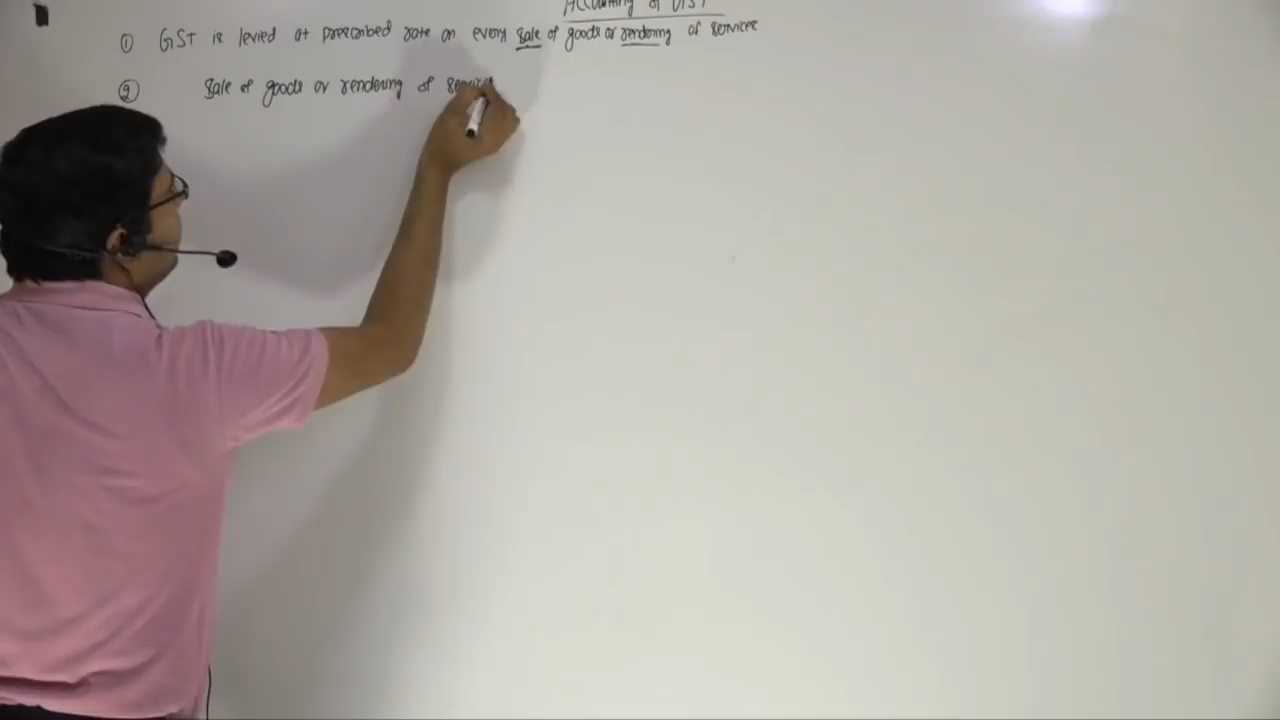 Accounting of GST
① GST is levied at prescribed rate on every sale of goods or rendering of services
② Sale of goods or rendering of